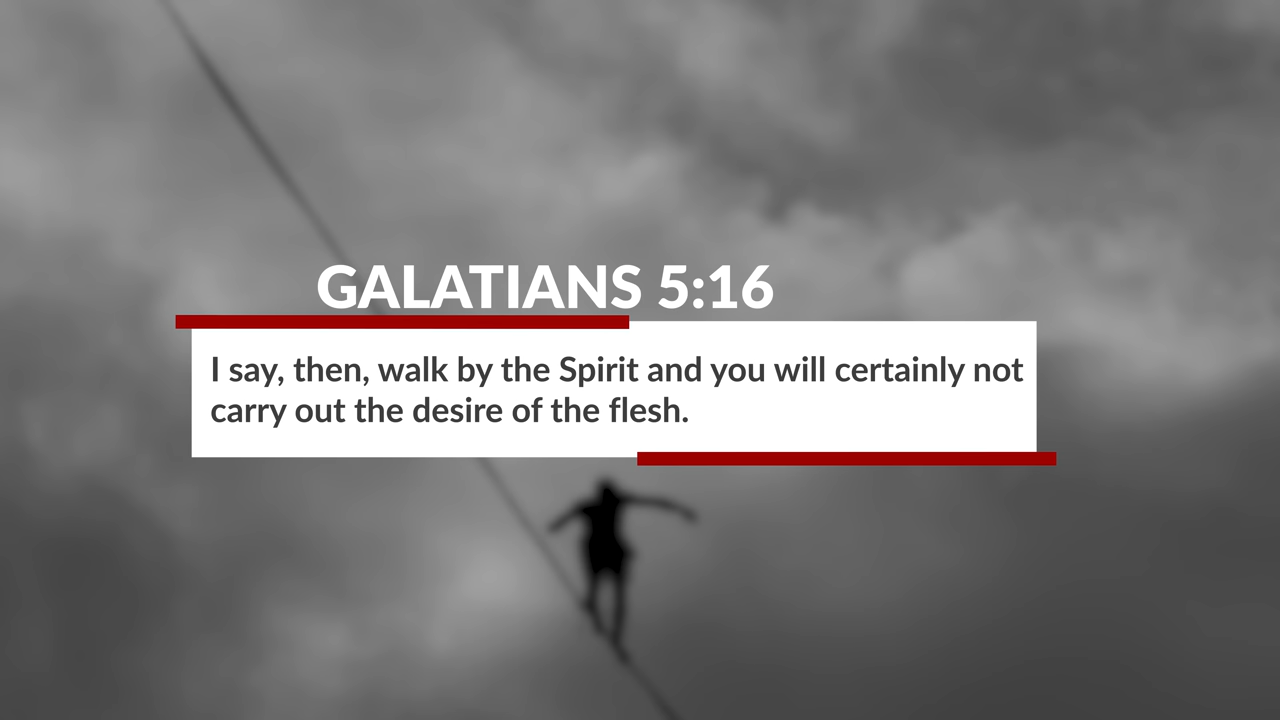 GALATIANS 5:16
I say, then, walk by the Spirit and you will certainly not
carry out the desire of the flesh.